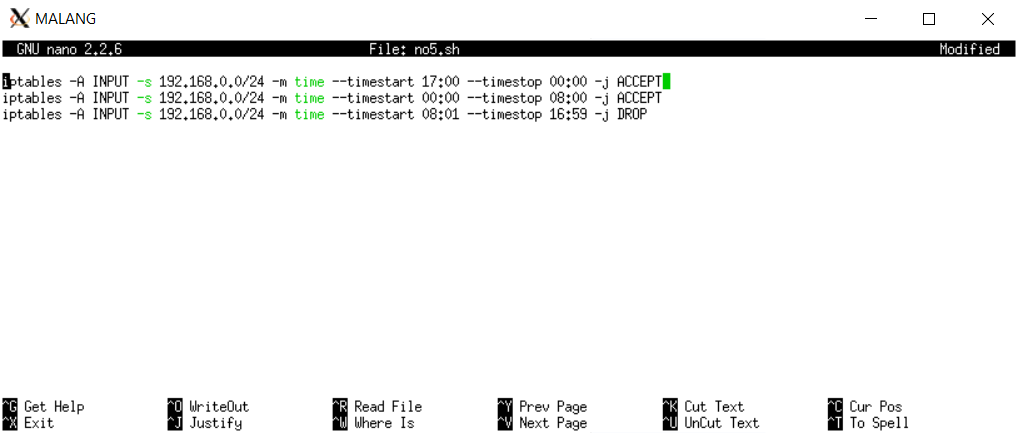 MALANG
GNU nano 2.2.6 File: no5.sh Modified
iptables -A INPUT -s 192.168.0.0/24 -m time --timestart 17:00 --timestop 00:00 -j ACCEPT
iptables -A INPUT -s 192.168.0.0/24 -m time --timestart 00:00 --timestop 08:00 -j ACCEPT
iptables -A INPUT -s 192.168.0.0/24 -m time --timestart 08:01 --timestop 16:59 -j DROP
^G Get Help ^O WriteOut ^R Read File ^Y Prev Page ^K Cut Text ^C Cur Pos
^X Exit ^J Justify ^W Where Is ^V Next Page ^U UnCut Text ^T To Spell